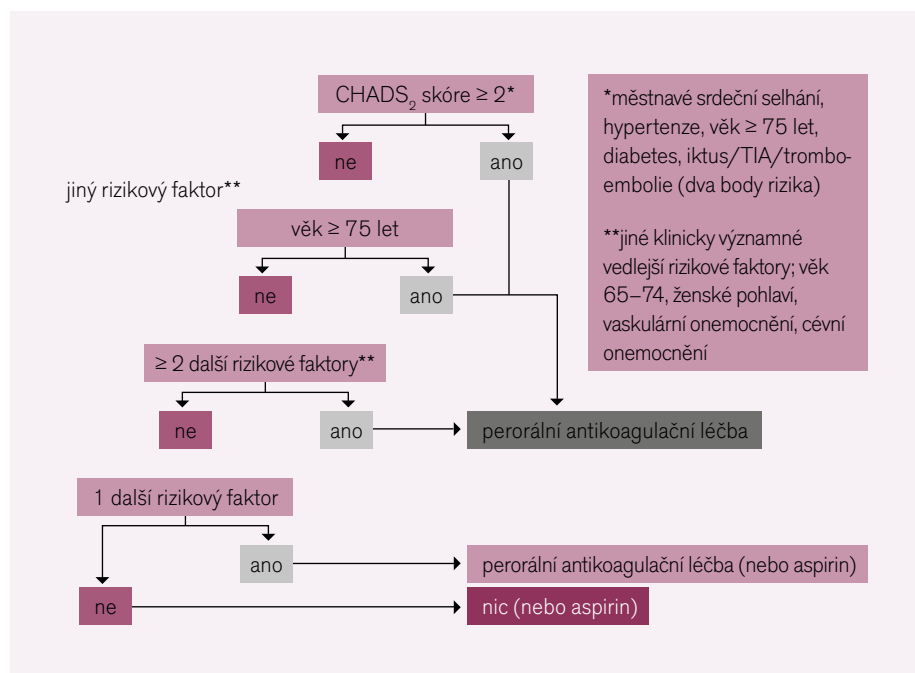 CHADS₂ skóre ≥ 2*
ne
ano
jiný rizikový faktor**
věk ≥ 75 let
ne
ano
≥ 2 další rizikové faktory**
ne
ano
perorální antikoagulační léčba
1 další rizikový faktor
ano
perorální antikoagulační léčba (nebo aspirin)
ne
nic (nebo aspirin)
*městnavé srdeční selhání,
hypertenze, věk ≥ 75 let,
diabetes, iktus/TIA/trombo-
embolie (dva body rizika)
**jiné klinicky významné
vedlejší rizikové faktory; věk
65–74, ženské pohlaví,
vaskulární onemocnění, cévní
onemocnění